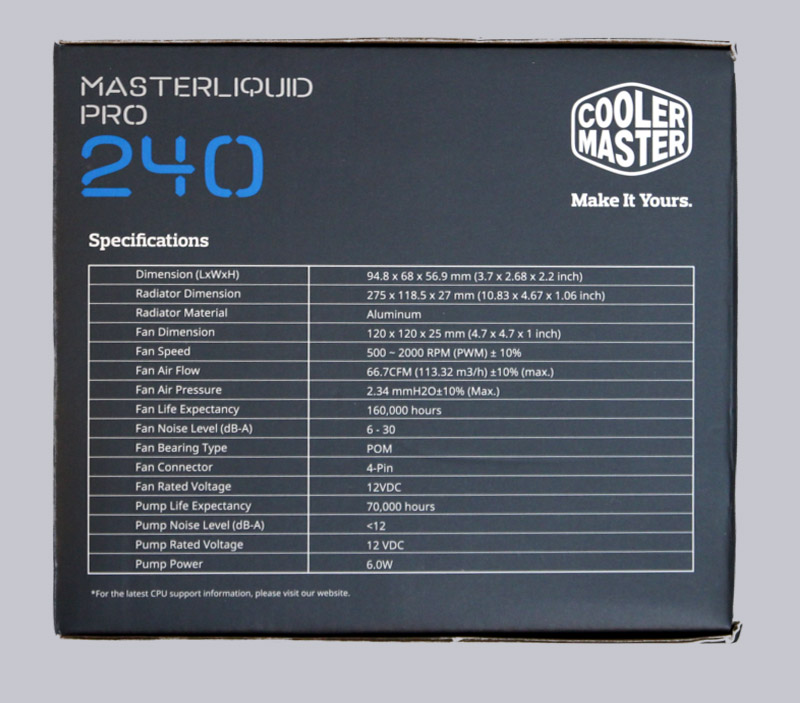 MASTERLIQUID
PRO
240
COOLER
MASTER
Make It Yours.
Specifications
Dimension (LxWxH) 94.8 x 68 x 56.9 mm (3.7 x 2.68 x 2.2 inch)
Radiator Dimension 275 x 118.5 x 27 mm (10.83 x 4.67 x 1.06 inch)
Radiator Material Aluminum
Fan Dimension 120 x 120 x 25 mm (4.7 x 4.7 x 1 inch)
Fan Speed 500 ~ 2000 RPM (PWM) ± 10%
Fan Air Flow 66.7CFM (113.32 m3/h) ±10% (max.)
Fan Air Pressure 2.34 mmH2O±10% (Max.)
Fan Life Expectancy 160,000 hours
Fan Noise Level (dB-A) 6 - 30
Fan Bearing Type POM
Fan Connector 4-Pin
Fan Rated Voltage 12VDC
Pump Life Expectancy 70,000 hours
Pump Noise Level (dB-A) <12
Pump Rated Voltage 12 VDC
Pump Power 6.0W
*For the latest CPU support information, please visit our website.